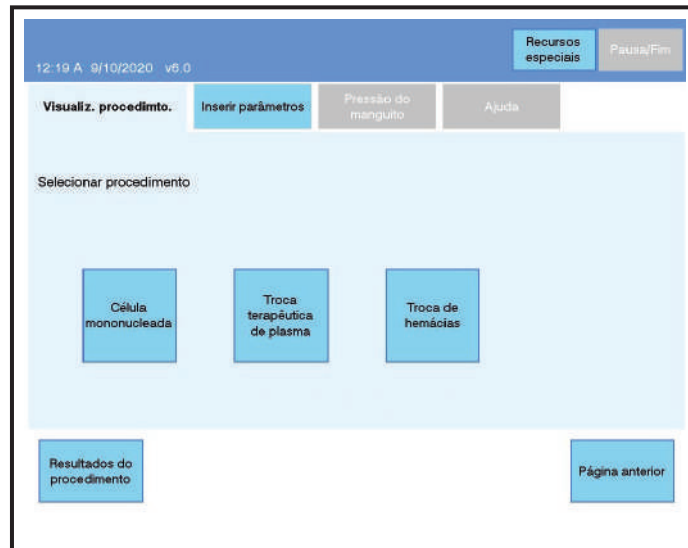 Recursos
especiais
Pausa/Fim
12:19 A 9/10/2020 v6.0
Visualiz. procedimto.
Inserir parâmetros
Pressão do
manguito
Ajuda
Selecionar procedimento
Célula
mononucleada
Troca
terapêutica
de plasma
Troca de
hemácias
Resultados do
procedimento
Página anterior